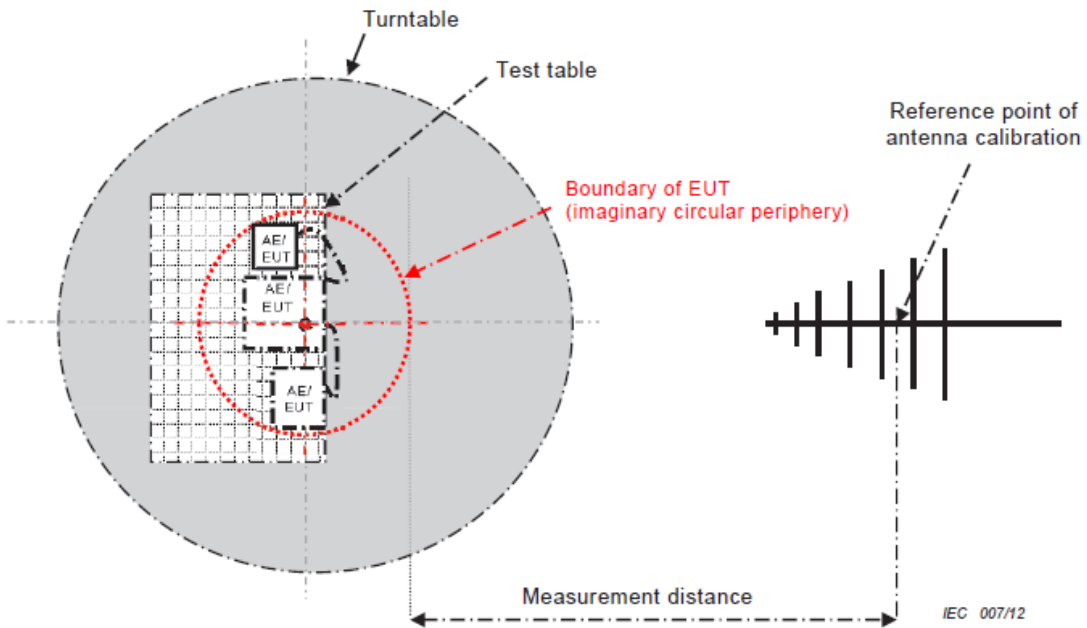 Turntable
Test table
Reference point of
antenna calibration
Boundary of EUT
(imaginary circular periphery)
AE/
EUT
AE/
EUT
AE/
EUT
Measurement distance
IEC 007/12